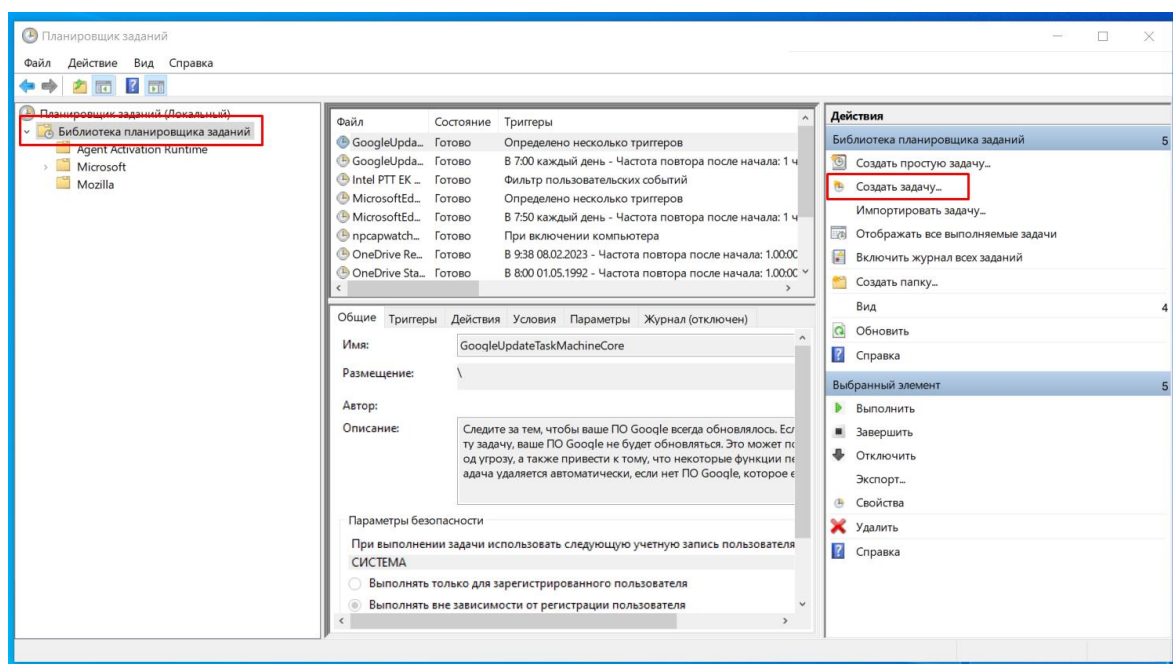 Планировщик заданий
Файл Действие Вид Справка
Планировщик заданий (Локальный)
Библиотека планировщика заданий
Agent Activation Runtime
Microsoft
Mozilla
Файл Состояние Триггеры
GoogleUpda... Готово Определено несколько триггеров
GoogleUpda... Готово В 7:00 каждый день - Частота повтора после начала: 1 ч
Intel PTT EK ... Готово Фильтр пользовательских событий
MicrosoftEd... Готово Определено несколько триггеров
MicrosoftEd... Готово В 7:50 каждый день - Частота повтора после начала: 1 ч
npcapwatch... Готово При включении компьютера
OneDrive Re... Готово В 9:38 08.02.2023 - Частота повтора после начала: 1.00:00
OneDrive Sta... Готово В 8:00 01.05.1992 - Частота повтора после начала: 1.00:00
Общие Триггеры Действия Условия Параметры Журнал (отключен)
Имя: GoogleUpdateTaskMachineCore
Размещение: \
Автор:
Описание: Следите за тем, чтобы ваше ПО Google всегда обновлялось. Есл
ту задачу, ваше ПО Google не будет обновляться. Это может по
од угрозу, а также привести к тому, что некоторые функции пе
адача удаляется автоматически, если нет ПО Google, которое е
Параметры безопасности
При выполнении задачи использовать следующую учетную запись пользователя
СИСТЕМА
Выполнять только для зарегистрированного пользователя
Выполнять вне зависимости от регистрации пользователя
Действия
Библиотека планировщика заданий 5
Создать простую задачу...
Создать задачу...
Импортировать задачу...
Отображать все выполняемые задачи
Включить журнал всех заданий
Создать папку...
Вид 4
Обновить
Справка
Выбранный элемент 5
Выполнить
Завершить
Отключить
Экспорт...
Свойства
Удалить
Справка